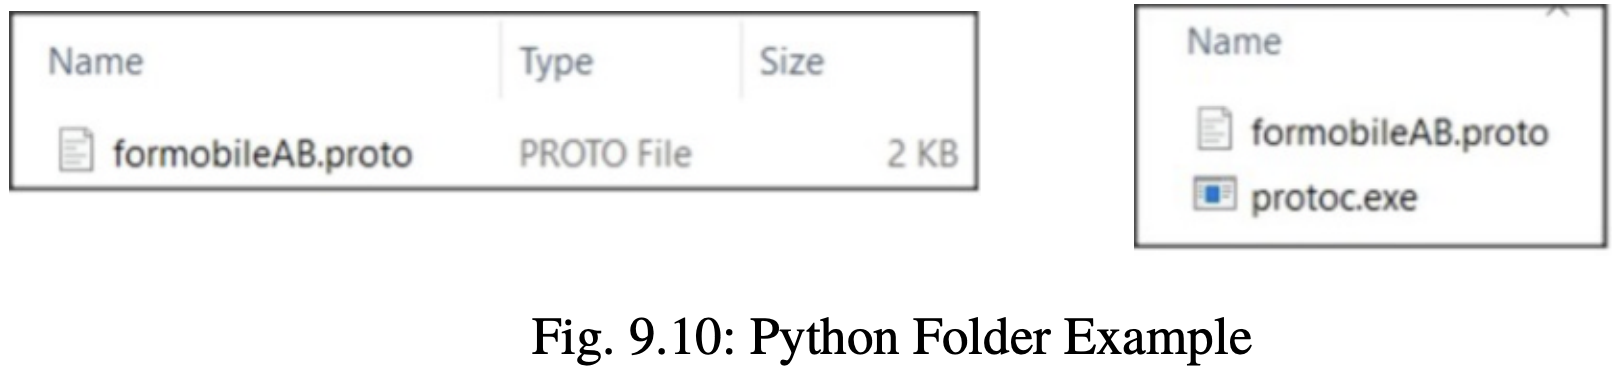 Name Type Size
formobileAB.proto PROTO File 2 KB
Name
formobileAB.proto
protoc.exe
Fig. 9.10: Python Folder Example